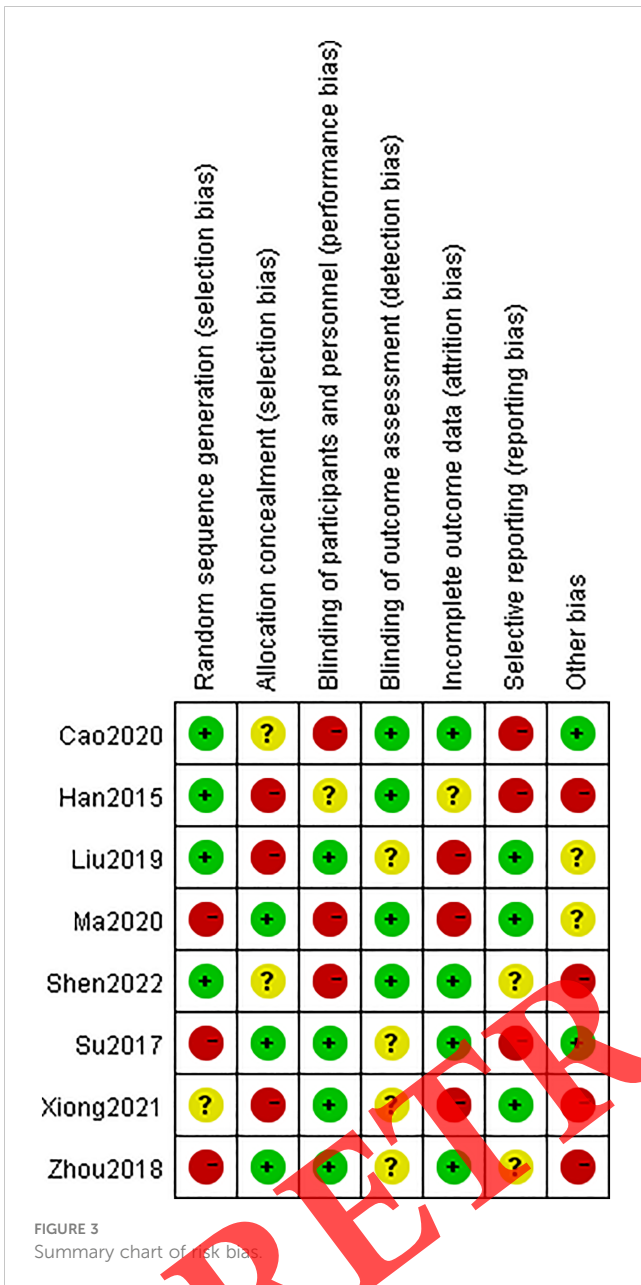 Random sequence generation (selection bias)
Allocation concealment (selection bias)
Blinding of participants and personnel (performance bias)
Blinding of outcome assessment (detection bias)
Incomplete outcome data (attrition bias)
Selective reporting (reporting bias)
Other bias
Cao2020 + ? - + + - +
Han2015 + - ? + ? - -
Liu2019 + - + ? - + ?
Ma2020 - + - + - + ?
Shen2022 + ? - + + ? -
Su2017 - + + ? + - +
Xiong2021 ? - + ? - + -
Zhou2018 - + + ? + ? -
RETR
FIGURE 3
Summary chart of risk bias.